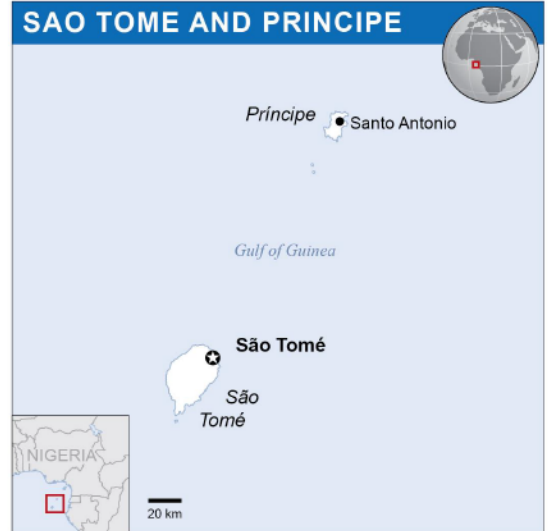 SAO TOME AND PRINCIPE
Príncipe
Santo Antonio
Gulf of Guinea
São Tomé
São
Tomé
NIGERIA
20 km